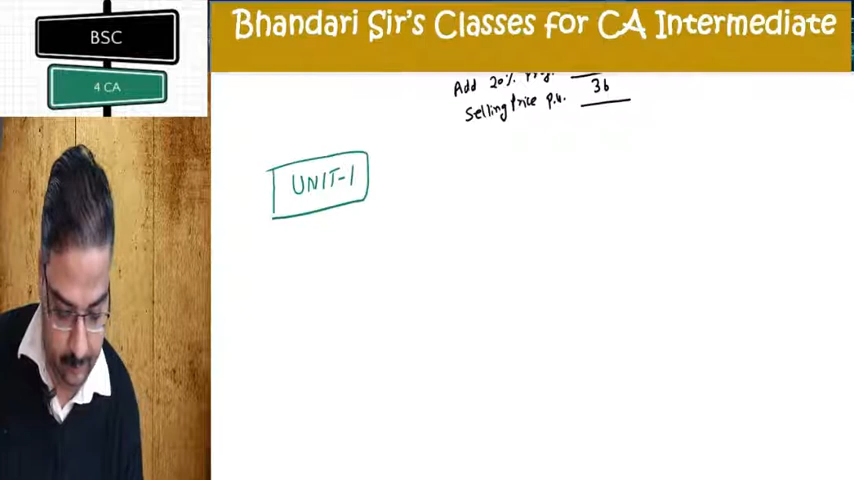 BSC
4 CA
Bhandari Sir's Classes for CA Intermediate
Add 20%
36
Selling Price p.u.
UNIT-1